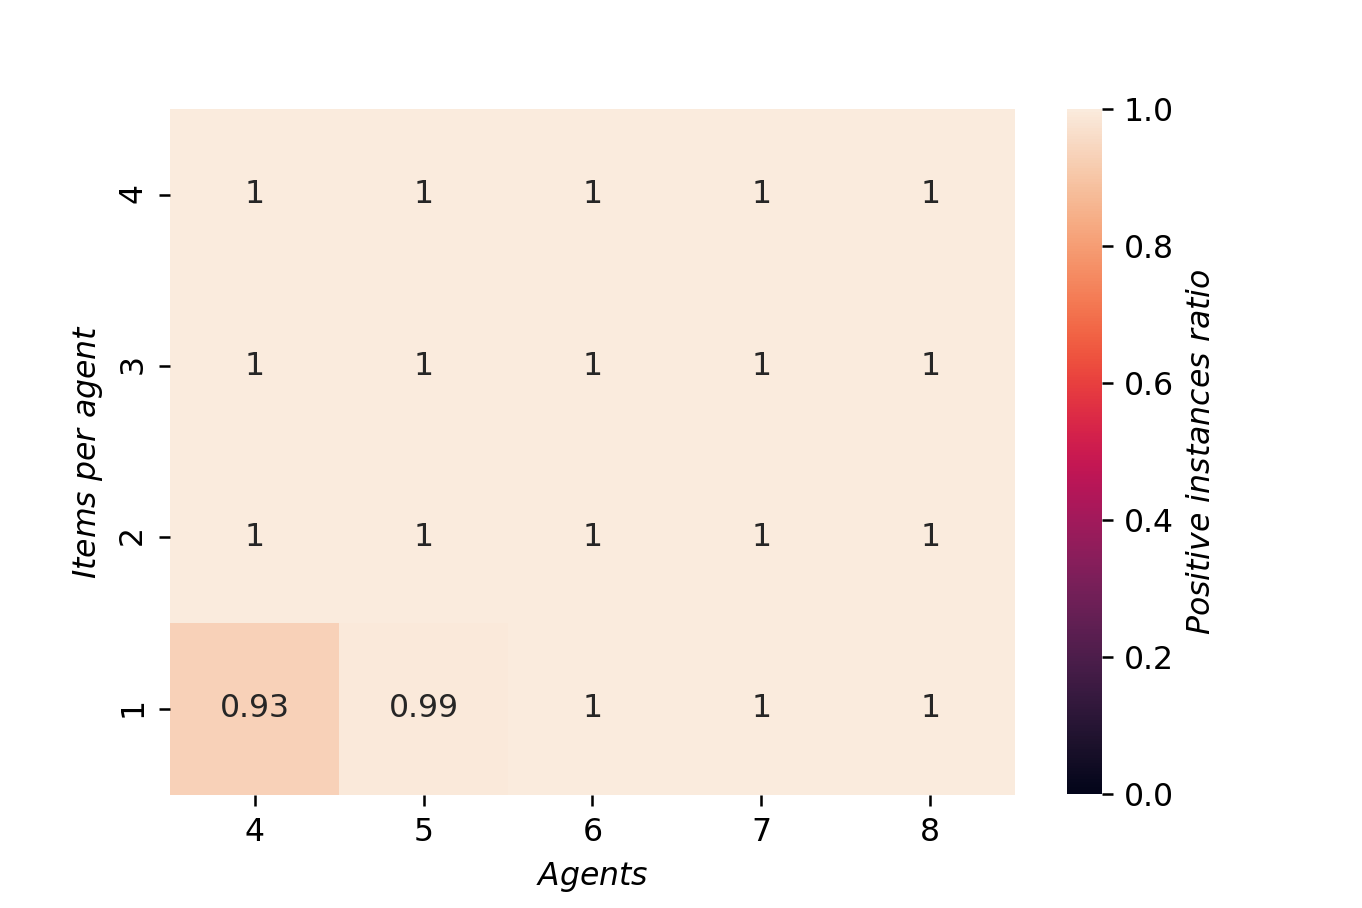 4 1 1 1 1 1
3 1 1 1 1 1
2 1 1 1 1 1
1 0.93 0.99 1 1 1
4 5 6 7 8
Agents
Items per agent
1.0
0.8
0.6
0.4
0.2
0.0
Positive instances ratio